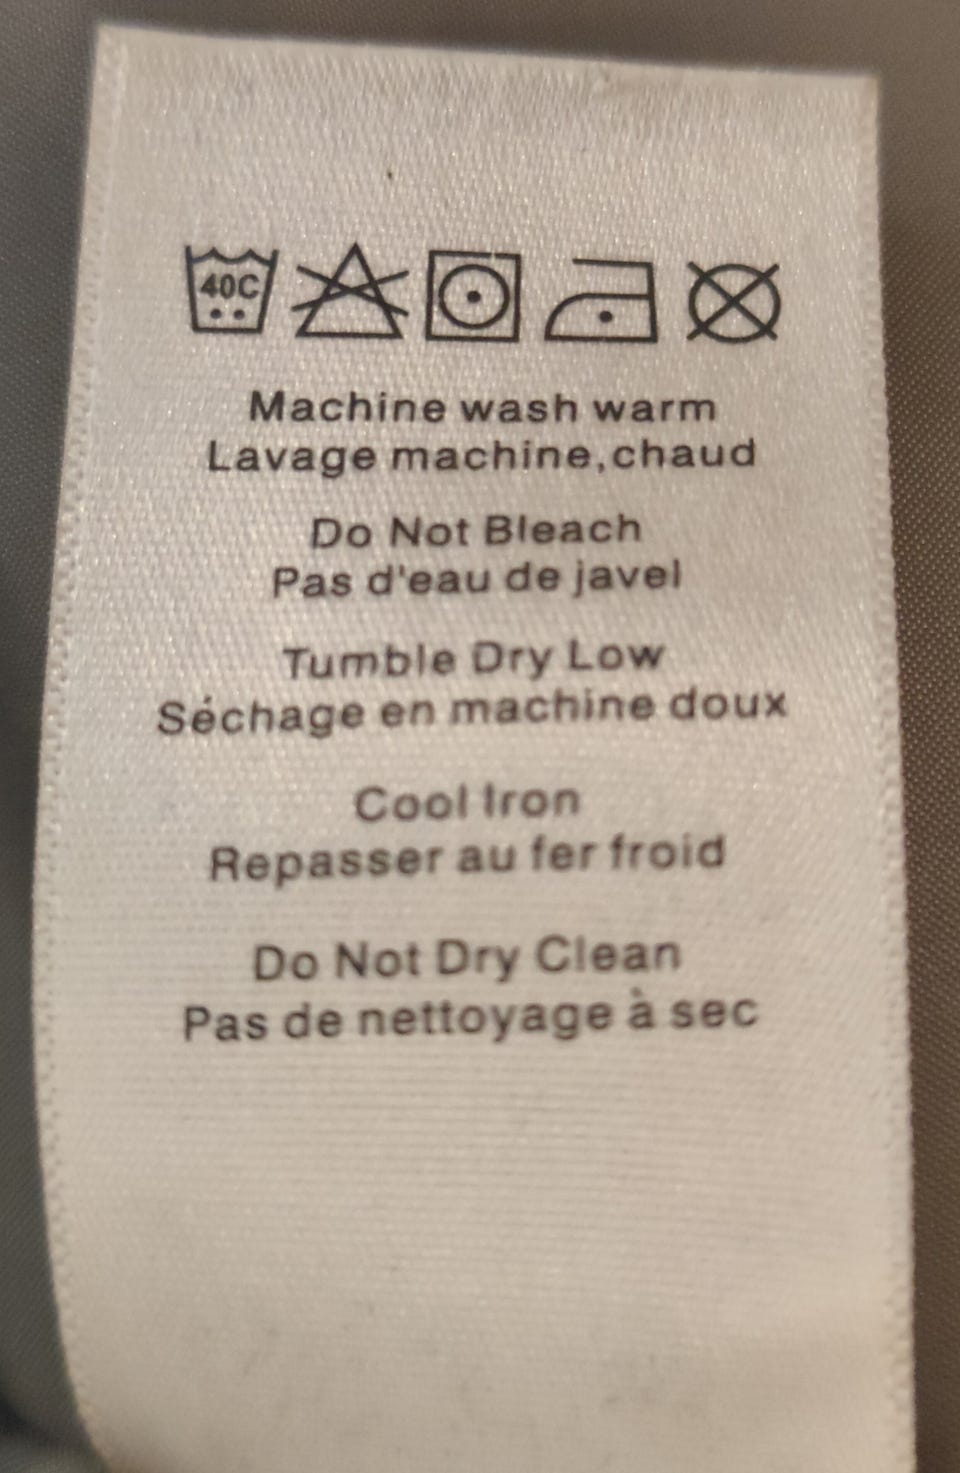 40C
Machine wash warm
Lavage machine,chaud
Do Not Bleach
Pas d'eau de javel
Tumble Dry Low
Séchage en machine doux
Cool Iron
Repasser au fer froid
Do Not Dry Clean
Pas de nettoyage à sec